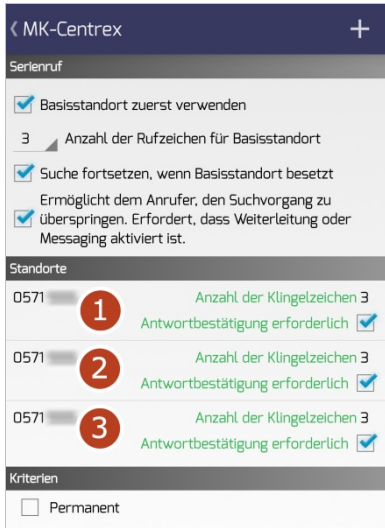 MK-Centrex
Serienruf
Basisstandort zuerst verwenden
3 Anzahl der Rufzeichen für Basisstandort
Suche fortsetzen, wenn Basisstandort besetzt
Ermöglicht dem Anrufer, den Suchvorgang zu
überspringen. Erfordert, dass Weiterleitung oder
Messaging aktiviert ist.
Standorte
0571 1 Anzahl der Klingelzeichen 3
Antwortbestätigung erforderlich
0571 2 Anzahl der Klingelzeichen 3
Antwortbestätigung erforderlich
0571 3 Anzahl der Klingelzeichen 3
Antwortbestätigung erforderlich
Kriterien
Permanent